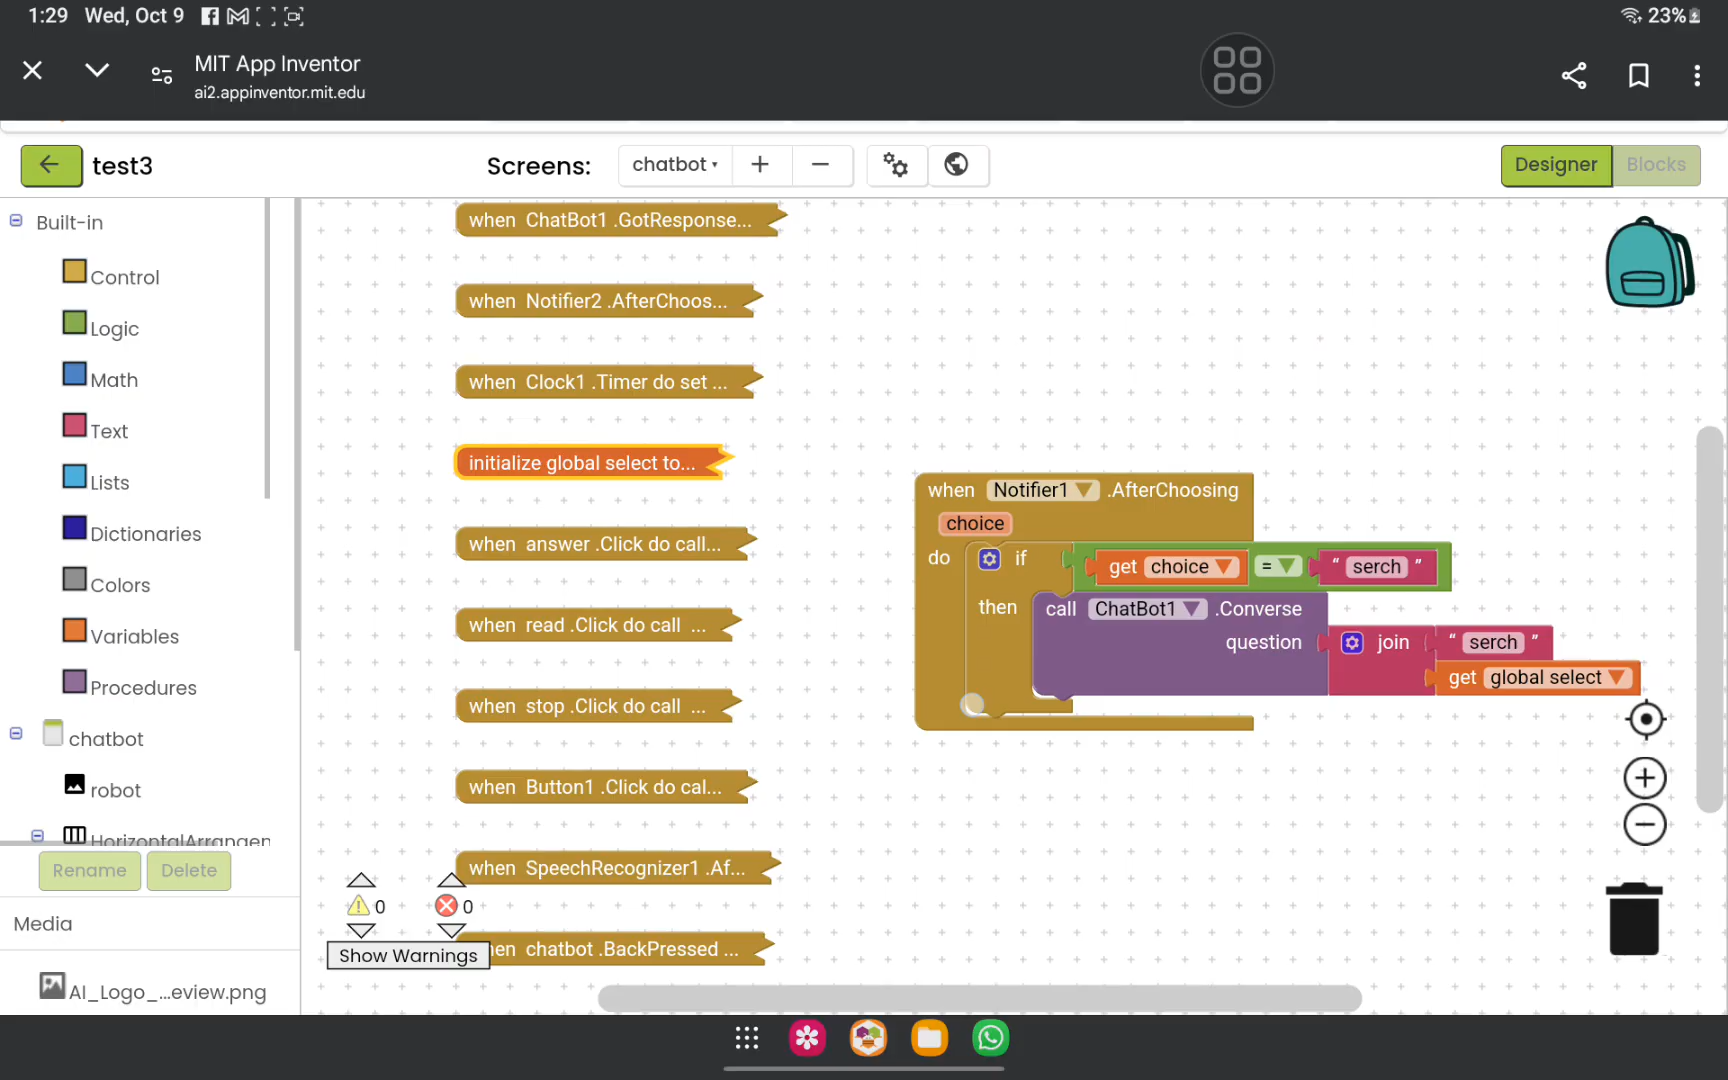 1:29 Wed, Oct 9 23%
MIT App Inventor
ai2.appinventor.mit.edu
test3 Screens: chatbot Designer Blocks
Built-in
Control
Logic
Math
Text
Lists
Dictionaries
Colors
Variables
Procedures
chatbot
robot
HorizontalArrangen
Rename Delete
Media
AI_Logo_...eview.png
when ChatBot1 .GotResponse...
when Notifier2 .AfterChoos...
when Clock1 .Timer do set ...
initialize global select to...
when answer .Click do call...
when read .Click do call ...
when stop .Click do call ...
when Button1 .Click do cal...
when SpeechRecognizer1 .Af...
en chatbot .BackPressed ...
0 0
Show Warnings
when Notifier1 .AfterChoosing
choice
do if get choice = “ serch ”
then call ChatBot1 .Converse
question join “ serch ”
get global select